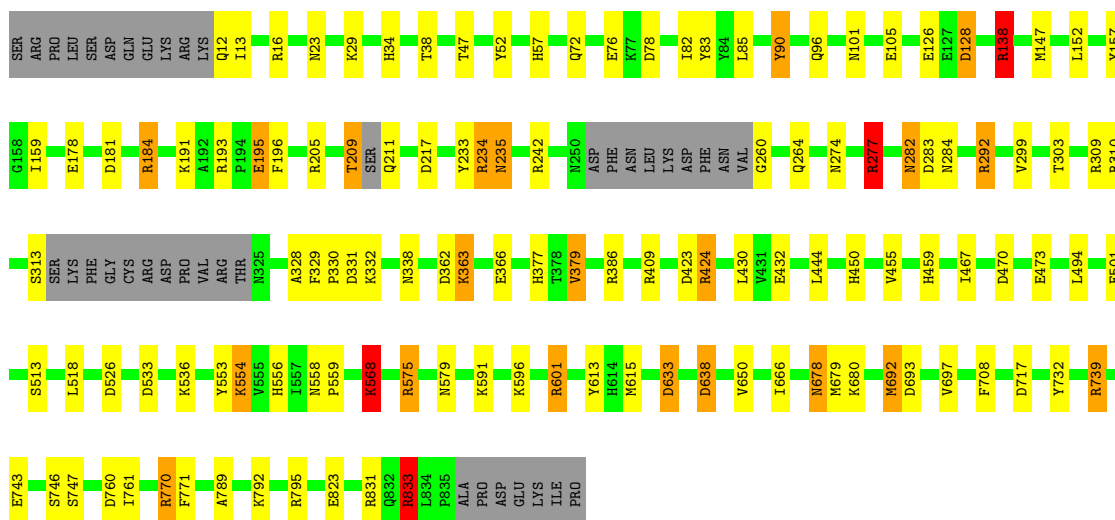 SER ARG PRO LEU SER ASP GLN GLU LYS ARG LYS Q12 I13 R16 N23 K29 H34 T38 T47 Y52 H57 Q72 E76 K77 D78 I82 Y83 Y84 L85 Y90 Q96 N101 E105 E126 E127 D128 R138 M147 L152 Y157
G158 I159 E178 D181 R184 K191 A192 R193 P194 E195 F196 R205 T209 SER Q211 D217 Y233 R234 N235 R242 N250 ASP PHE ASN LEU LYS ASP PHE ASN VAL G260 Q264 N274 R277 N282 D283 N284 R292 V299 T303 R309 R310
S313 SER LYS PHE GLY CYS ARG ASP PRO VAL ARG THR N325 A328 F329 P330 D331 K332 N338 D362 K363 E366 H377 T378 V379 R386 R409 D423 R424 L430 V431 E432 L444 H450 V455 H459 I467 D470 E473 L494 E501
S513 L518 D526 D533 K536 Y553 K554 V555 H556 I557 N558 P559 K568 R575 N579 K591 K596 R601 Y613 H614 M615 D633 D638 V650 I666 N678 M679 K680 M692 D693 V697 F708 D717 Y732 R739
E743 S746 S747 D760 I761 R770 F771 A789 K792 R795 E823 R831 Q832 R833 L834 P835 ALA PRO ASP GLU LYS ILE PRO